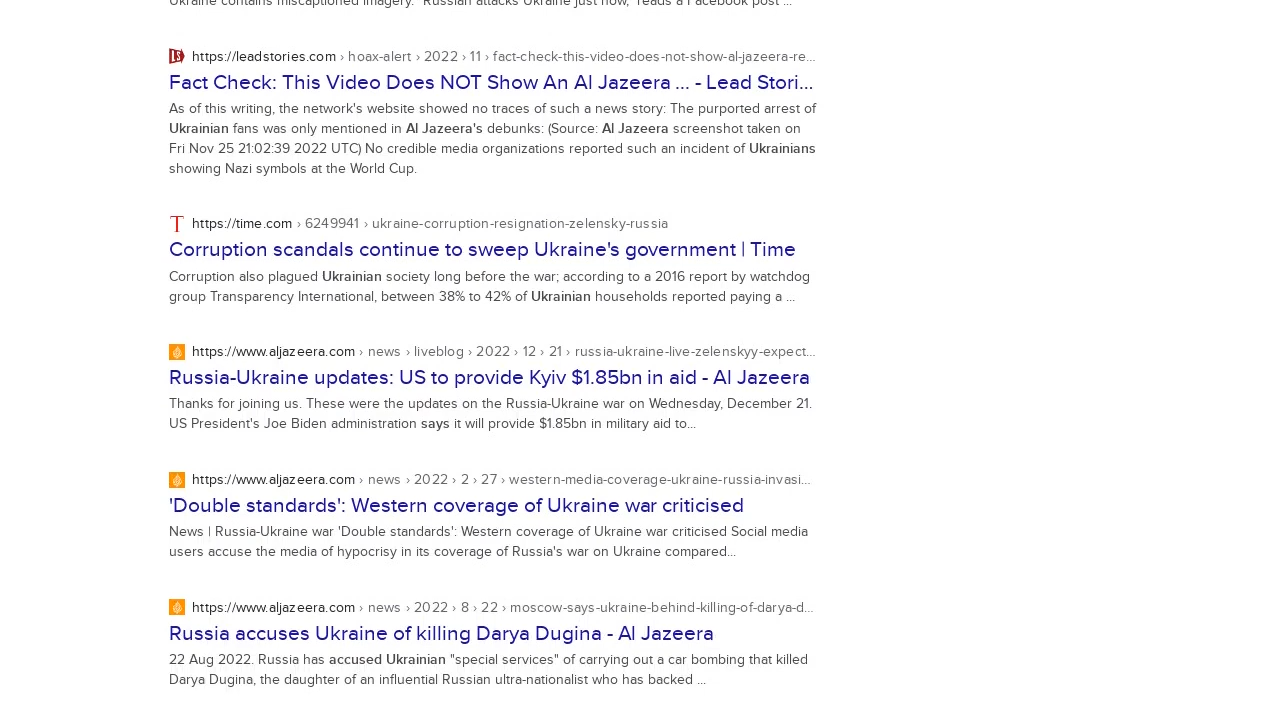 Ukraine contains miscaptioned imagery. "Russian attacks Ukraine just now," reads a Facebook post ...
https://leadstories.com › hoax-alert › 2022 › 11 › fact-check-this-video-does-not-show-al-jazeera-re...
Fact Check: This Video Does NOT Show An Al Jazeera ... - Lead Stori...
As of this writing, the network's website showed no traces of such a news story: The purported arrest of
Ukrainian fans was only mentioned in Al Jazeera's debunks: (Source: Al Jazeera screenshot taken on
Fri Nov 25 21:02:39 2022 UTC) No credible media organizations reported such an incident of Ukrainians
showing Nazi symbols at the World Cup.
https://time.com › 6249941 › ukraine-corruption-resignation-zelensky-russia
Corruption scandals continue to sweep Ukraine's government | Time
Corruption also plagued Ukrainian society long before the war; according to a 2016 report by watchdog
group Transparency International, between 38% to 42% of Ukrainian households reported paying a ...
https://www.aljazeera.com › news › liveblog › 2022 › 12 › 21 › russia-ukraine-live-zelenskyy-expect...
Russia-Ukraine updates: US to provide Kyiv $1.85bn in aid - Al Jazeera
Thanks for joining us. These were the updates on the Russia-Ukraine war on Wednesday, December 21.
US President's Joe Biden administration says it will provide $1.85bn in military aid to...
https://www.aljazeera.com › news › 2022 › 2 › 27 › western-media-coverage-ukraine-russia-invasi...
'Double standards': Western coverage of Ukraine war criticised
News | Russia-Ukraine war 'Double standards': Western coverage of Ukraine war criticised Social media
users accuse the media of hypocrisy in its coverage of Russia's war on Ukraine compared...
https://www.aljazeera.com › news › 2022 › 8 › 22 › moscow-says-ukraine-behind-killing-of-darya-d...
Russia accuses Ukraine of killing Darya Dugina - Al Jazeera
22 Aug 2022. Russia has accused Ukrainian "special services" of carrying out a car bombing that killed
Darya Dugina, the daughter of an influential Russian ultra-nationalist who has backed ...